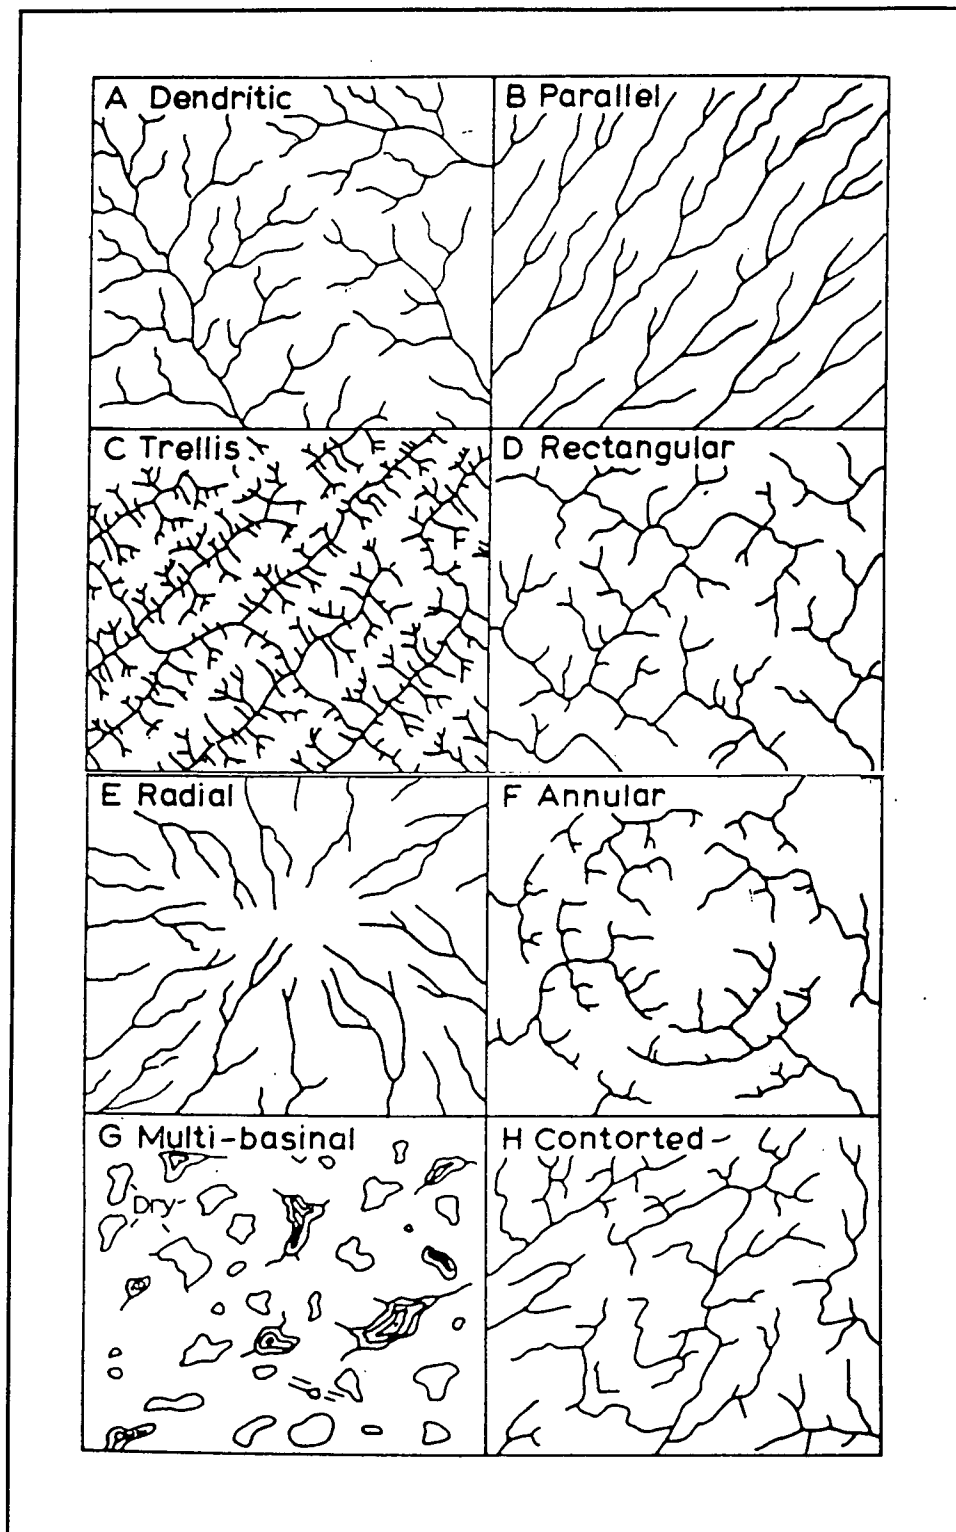 A Dendritic
B Parallel
C Trellis
D Rectangular
E Radial
F Annular
G Multi-basinal
Dry
H Contorted